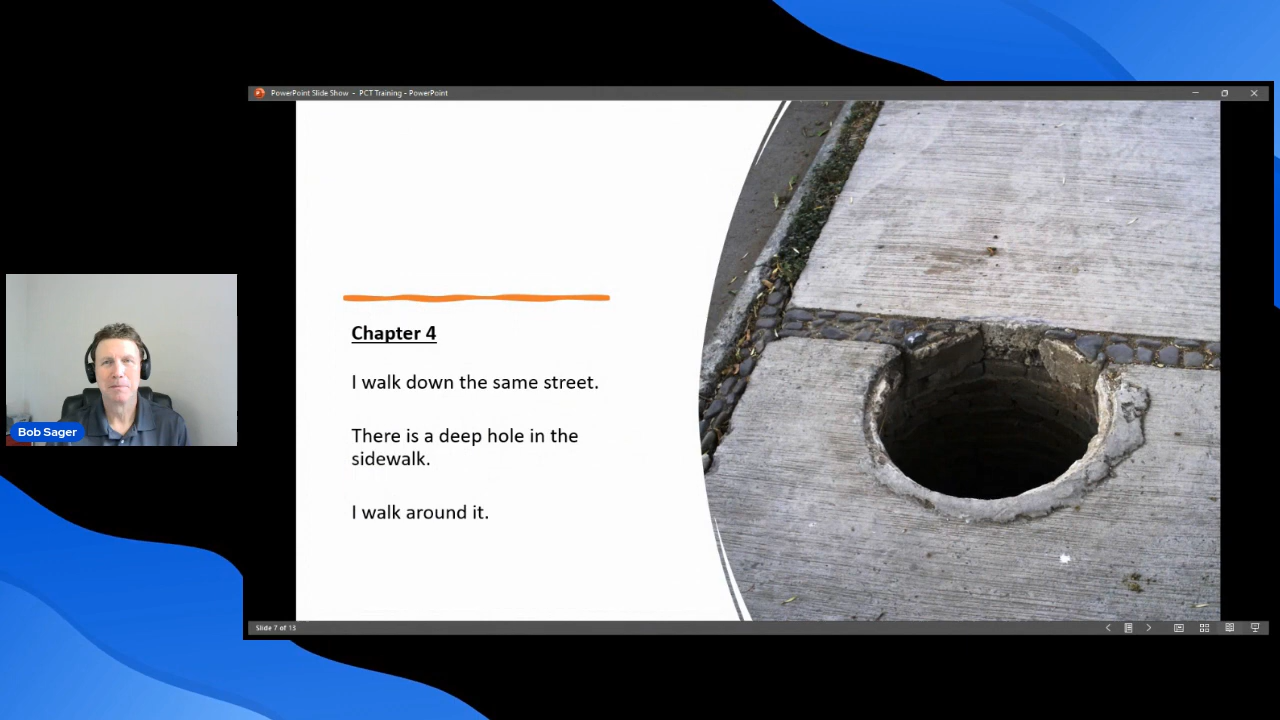 PowerPoint Slide Show - PCT Training - PowerPoint
Chapter 4
I walk down the same street.
There is a deep hole in the
sidewalk.
I walk around it.
Bob Sager
Slide 7 of 13